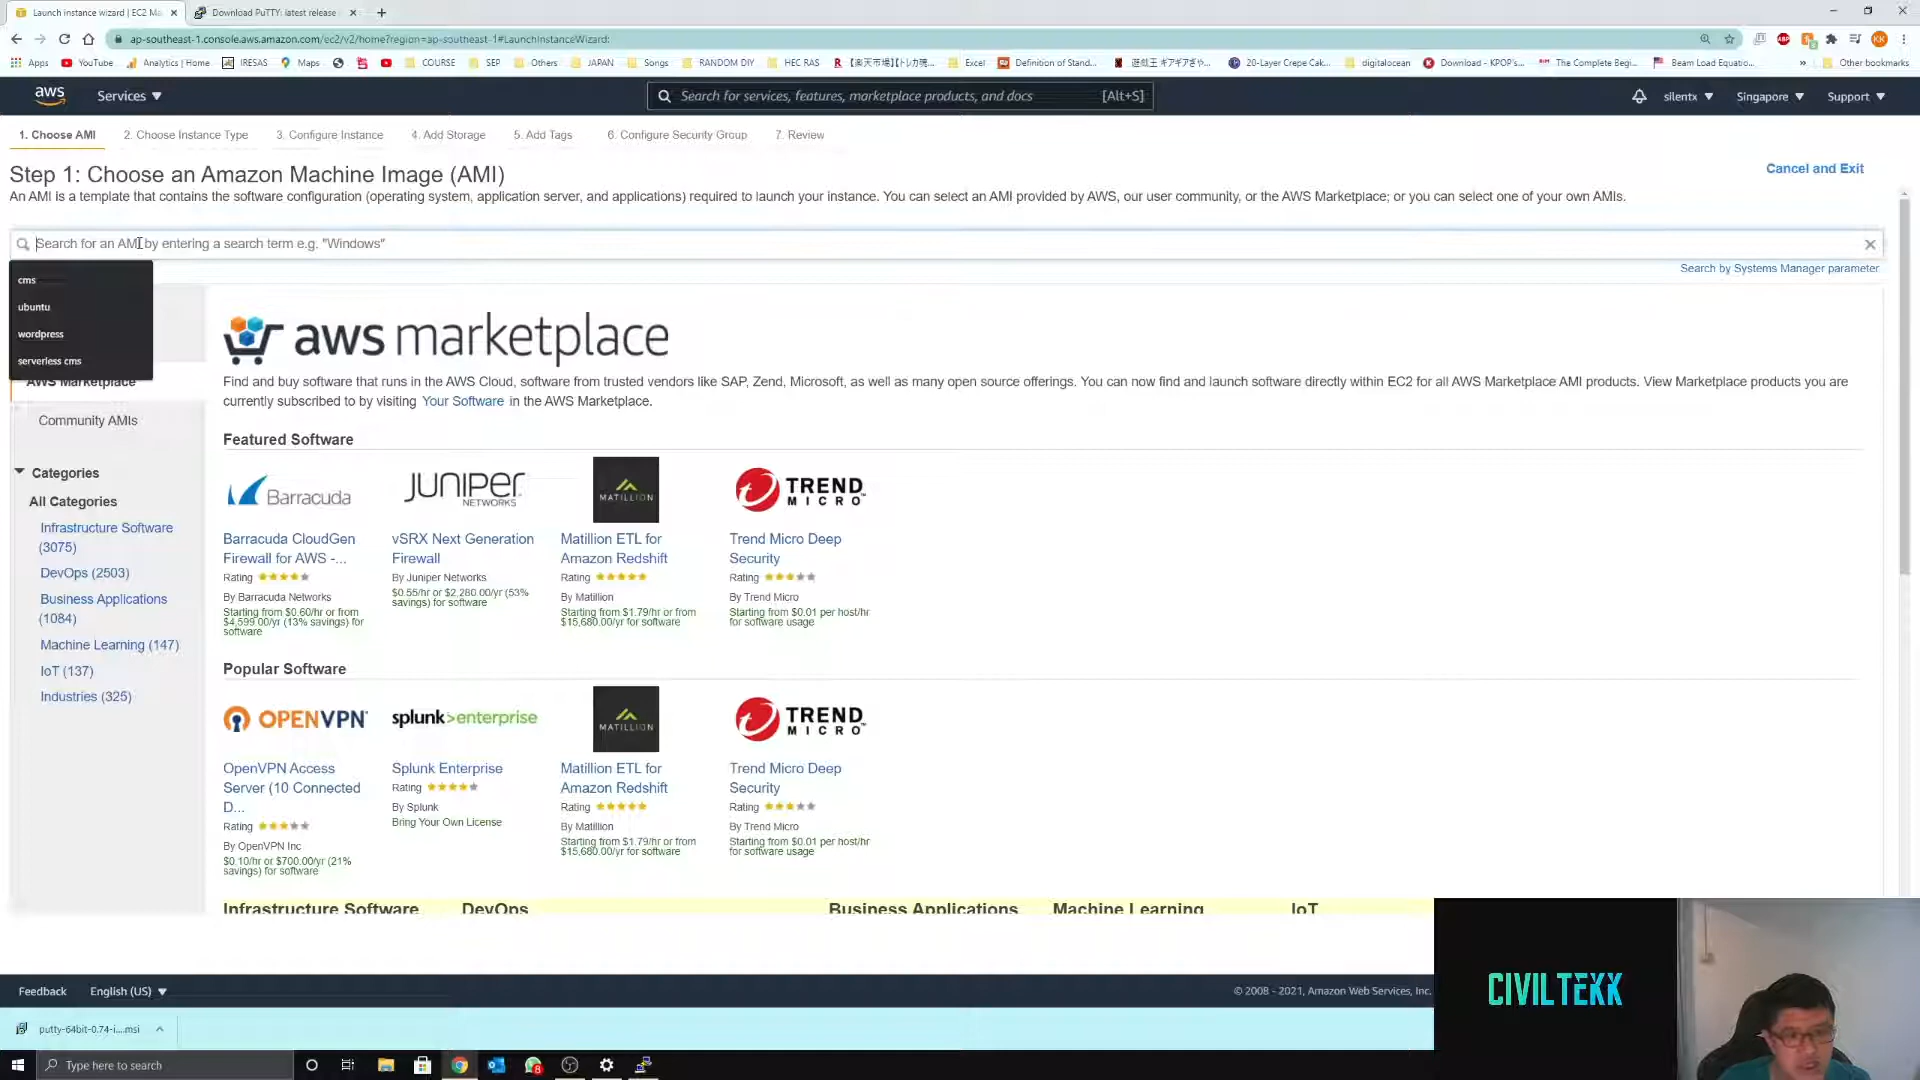 Launch instance wizard | EC2 Ma
Download PuTTY: latest release
ap-southeast-1.console.aws.amazon.com/ec2/v2/home?region=ap-southeast-1#LaunchInstanceWizard:
Apps YouTube Analytics | Home IRESAS Maps COURSE SEP Others JAPAN Songs RANDOM DIY HEC RAS Excel Definition of Stand... 20-Layer Crepe Cak... digitalocean Download - KPOP's... The Complete Begi... Beam Load Equatio... » Other bookmarks
aws Services Search for services, features, marketplace products, and docs [Alt+S] silentx Singapore Support
1. Choose AMI 2. Choose Instance Type 3. Configure Instance 4. Add Storage 5. Add Tags 6. Configure Security Group 7. Review
Step 1: Choose an Amazon Machine Image (AMI)
Cancel and Exit
An AMI is a template that contains the software configuration (operating system, application server, and applications) required to launch your instance. You can select an AMI provided by AWS, our user community, or the AWS Marketplace; or you can select one of your own AMIs.
Search for an AMI by entering a search term e.g. "Windows"
Search by Systems Manager parameter
cms
ubuntu
wordpress
serverless cms
AWS Marketplace
Community AMIs
Categories
All Categories
Infrastructure Software
(3075)
DevOps (2503)
Business Applications
(1084)
Machine Learning (147)
IoT (137)
Industries (325)
aws marketplace
Find and buy software that runs in the AWS Cloud, software from trusted vendors like SAP, Zend, Microsoft, as well as many open source offerings. You can now find and launch software directly within EC2 for all AWS Marketplace AMI products. View Marketplace products you are
currently subscribed to by visiting Your Software in the AWS Marketplace.
Featured Software
Barracuda
Barracuda CloudGen
Firewall for AWS -...
Rating
By Barracuda Networks
Starting from $0.60/hr or from
$4,599.00/yr (13% savings) for
software
JUNIPER
NETWORKS
vSRX Next Generation
Firewall
By Juniper Networks
$0.55/hr or $2,280.00/yr (53%
savings) for software
MATILLION
Matillion ETL for
Amazon Redshift
Rating
By Matillion
Starting from $1.79/hr or from
$15,680.00/yr for software
TREND
MICRO
Trend Micro Deep
Security
Rating
By Trend Micro
Starting from $0.01 per host/hr
for software usage
Popular Software
OPENVPN
OpenVPN Access
Server (10 Connected
D...
Rating
By OpenVPN Inc
$0.10/hr or $700.00/yr (21%
savings) for software
splunk>enterprise
Splunk Enterprise
Rating
By Splunk
Bring Your Own License
MATILLION
Matillion ETL for
Amazon Redshift
Rating
By Matillion
Starting from $1.79/hr or from
$15,680.00/yr for software
TREND
MICRO
Trend Micro Deep
Security
Rating
By Trend Micro
Starting from $0.01 per host/hr
for software usage
Infrastructure Software DevOps Business Applications Machine Learning IoT
Feedback English (US) © 2008 - 2021, Amazon Web Services, Inc.
CIVILTEKK
putty-64bit-0.74-i....msi
Type here to search